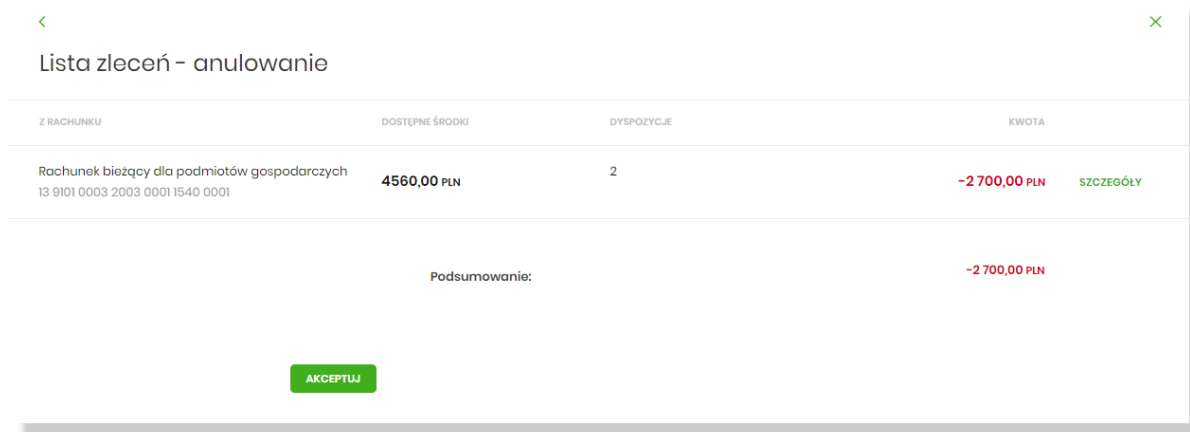 Lista zleceń - anulowanie
Z RACHUNKU DOSTĘPNE ŚRODKI DYSPOZYCJE KWOTA
Rachunek bieżący dla podmiotów gospodarczych 4560,00 PLN 2 -2 700,00 PLN SZCZEGÓŁY
13 9101 0003 2003 0001 1540 0001
Podsumowanie: -2 700,00 PLN
AKCEPTUJ